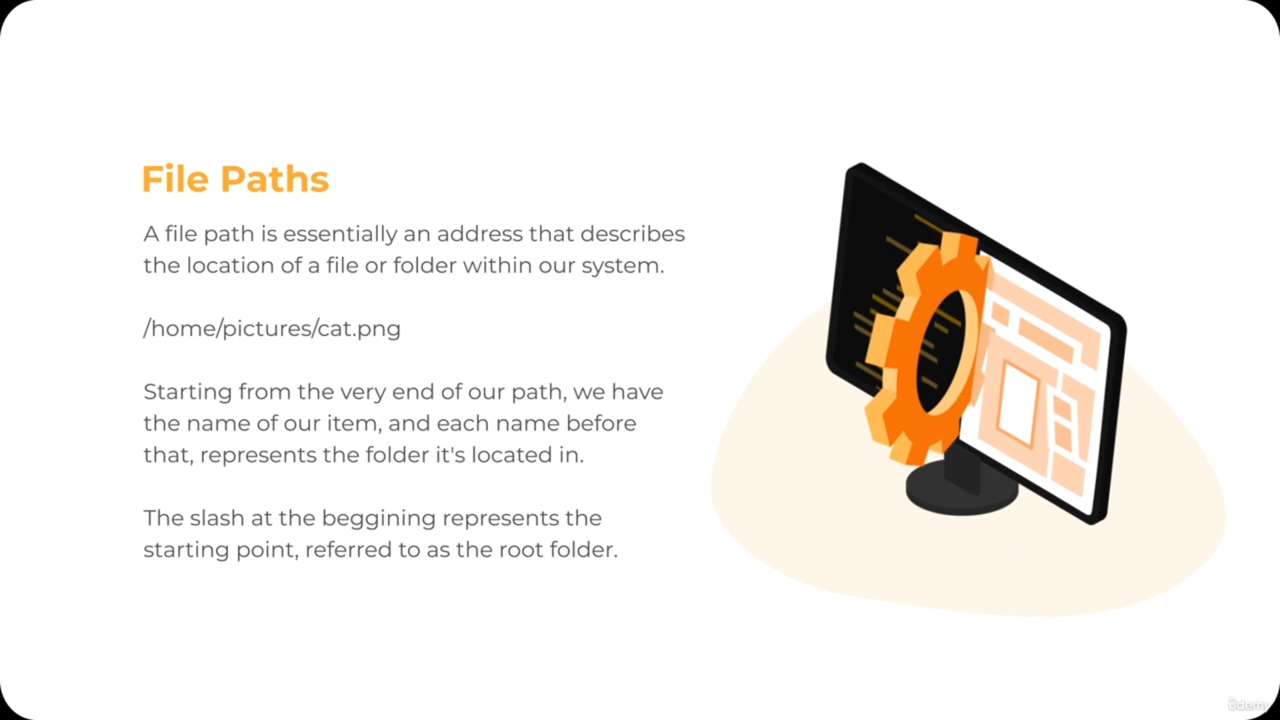 File Paths
A file path is essentially an address that describes
the location of a file or folder within our system.
/home/pictures/cat.png
Starting from the very end of our path, we have
the name of our item, and each name before
that, represents the folder it's located in.
The slash at the beggining represents the
starting point, referred to as the root folder.
ûdemy